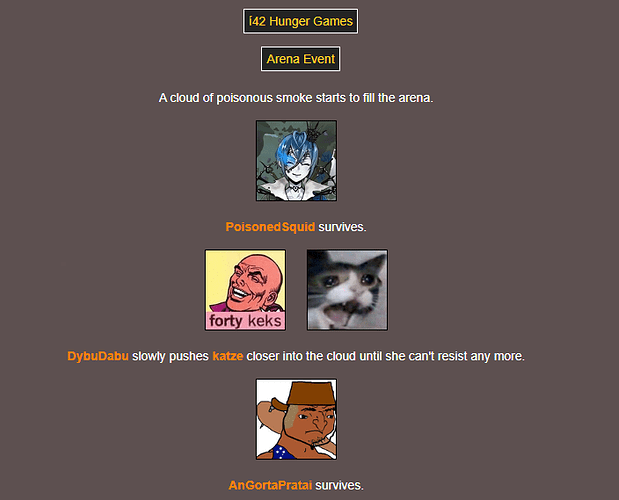 Í42 Hunger Games
Arena Event
A cloud of poisonous smoke starts to fill the arena.
PoisonedSquid survives.
forty keks
DybuDabu slowly pushes katze closer into the cloud until she can't resist any more.
AnGortaPratai survives.